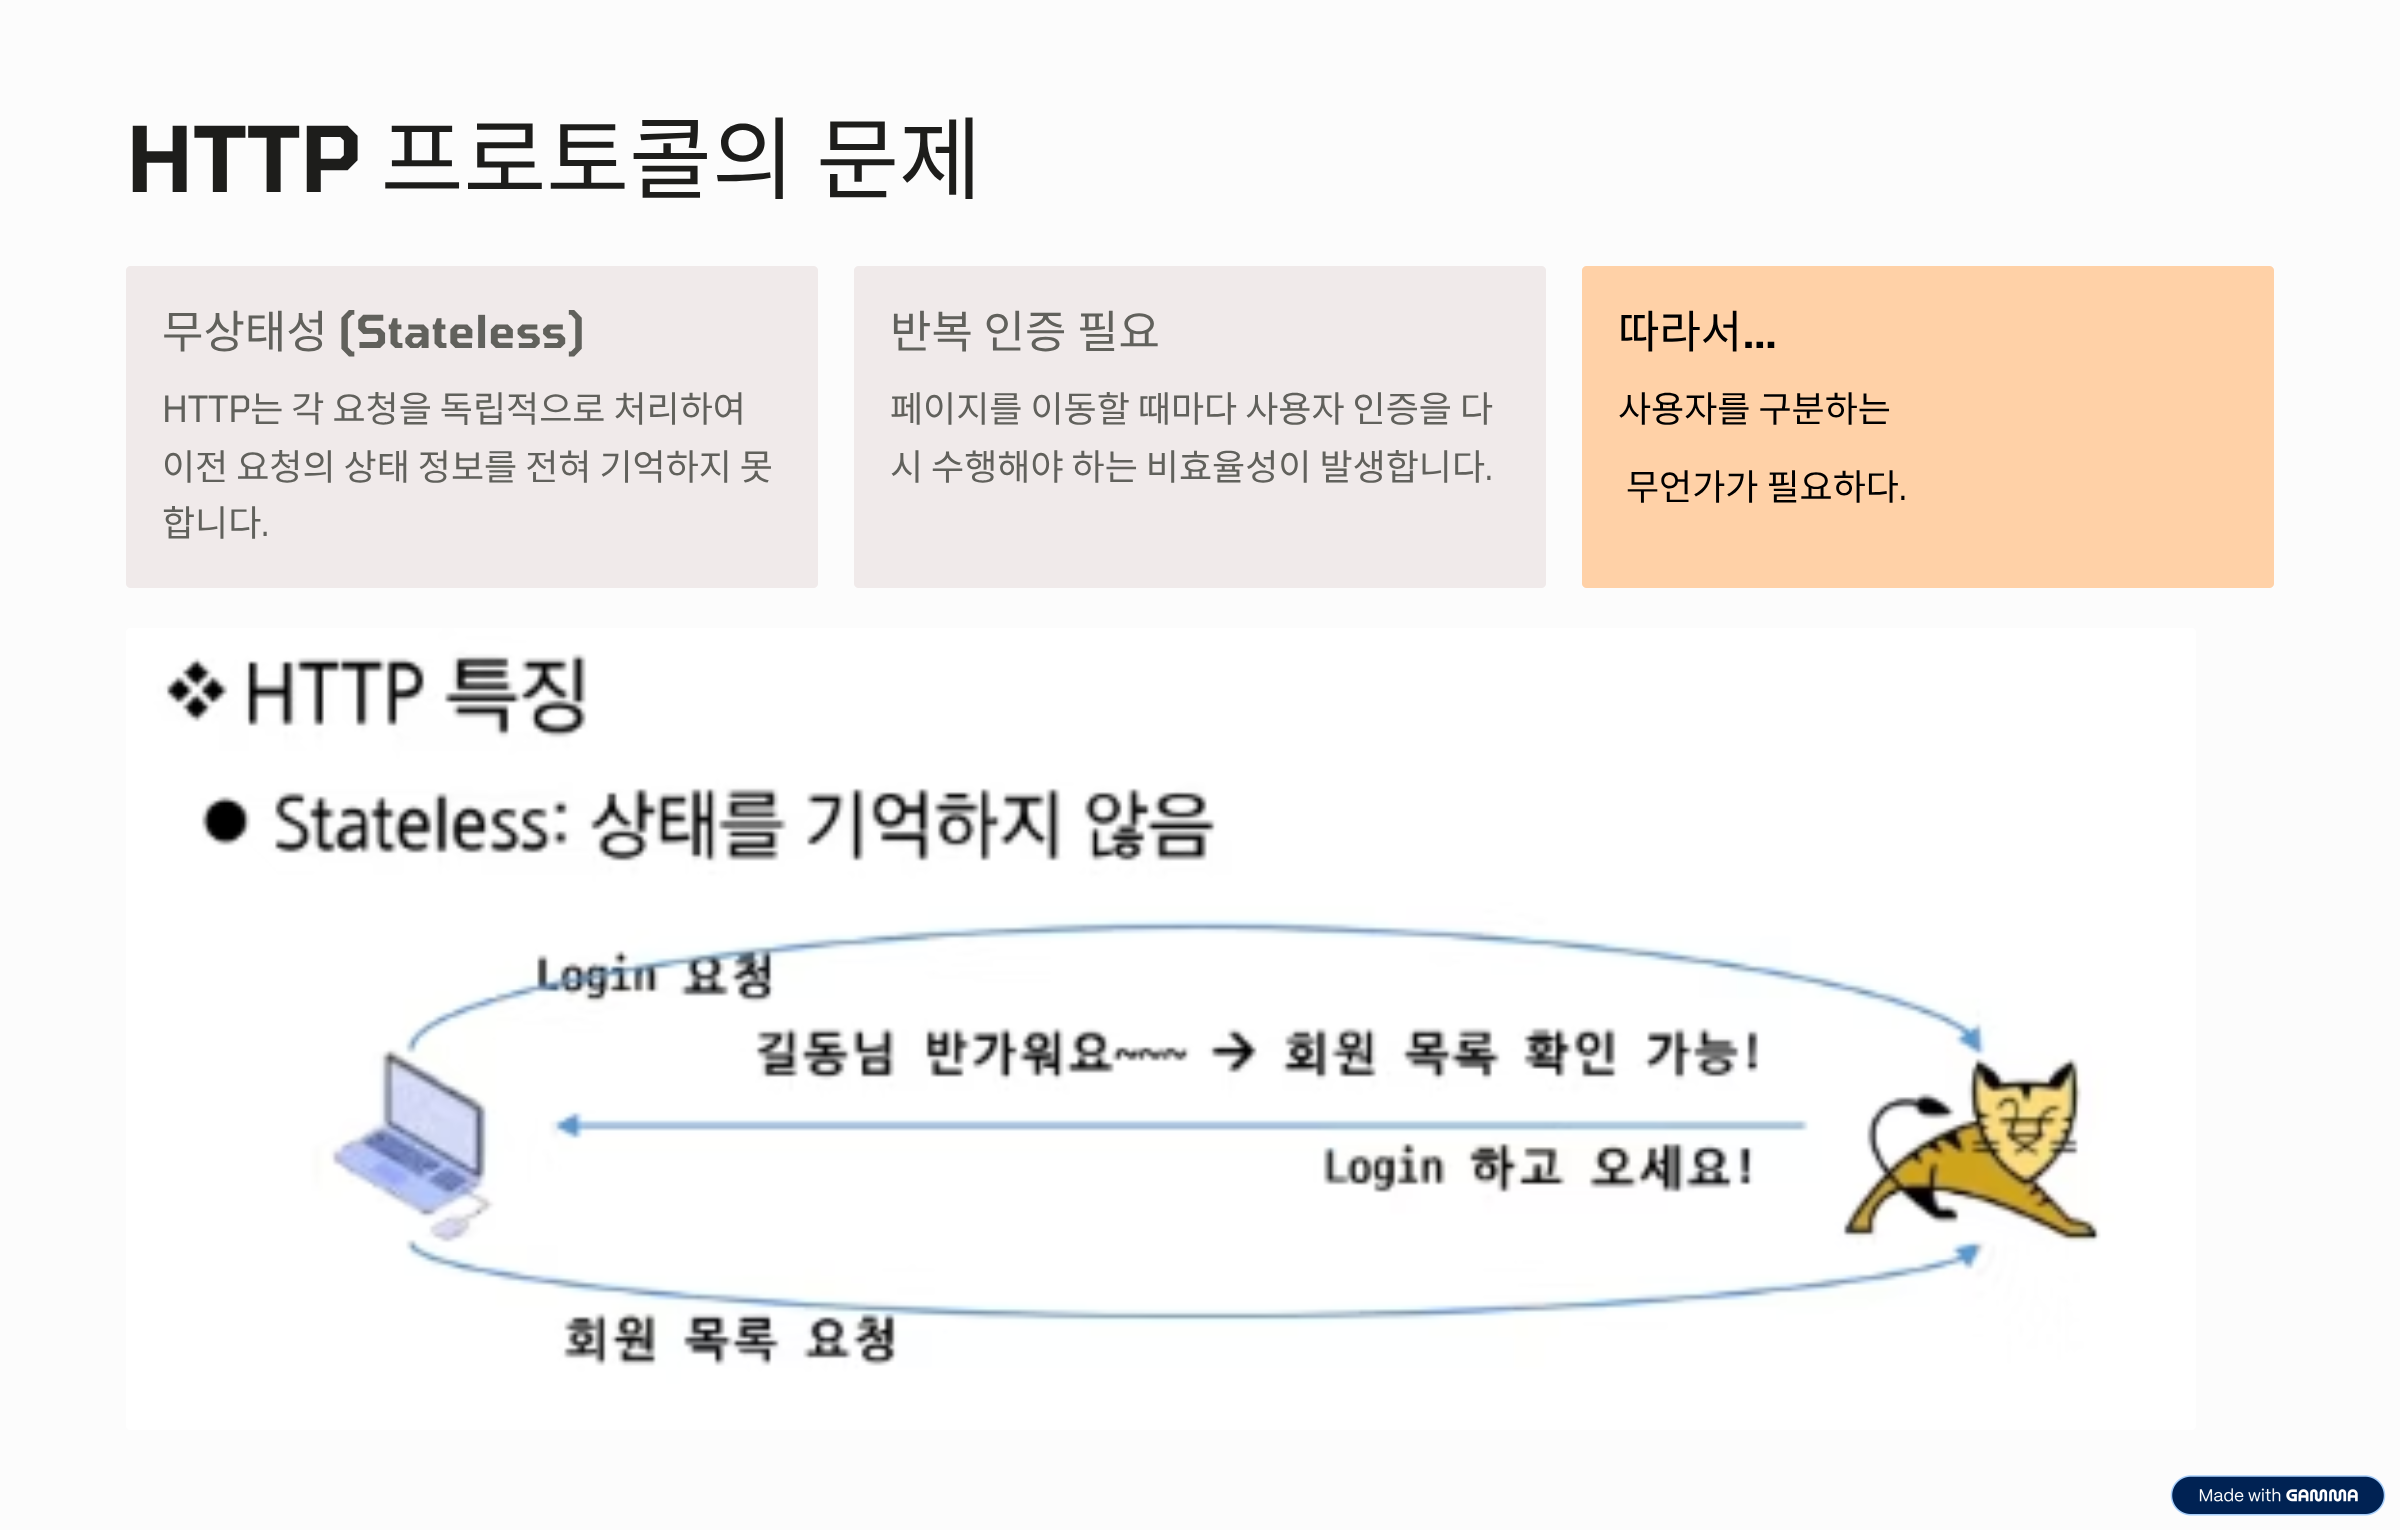 HTTP 프로토콜의 문제
무상태성 (Stateless)
HTTP는 각 요청을 독립적으로 처리하여
이전 요청의 상태 정보를 전혀 기억하지 못
합니다.
반복 인증 필요
페이지를 이동할 때마다 사용자 인증을 다
시 수행해야 하는 비효율성이 발생합니다.
따라서...
사용자를 구분하는
무언가가 필요하다.
❖ HTTP 특징
● Stateless: 상태를 기억하지 않음
Login 요청
길동님 반가워요~~~ → 회원 목록 확인 가능!
Login 하고 오세요!
회원 목록 요청
Made with GAMMA